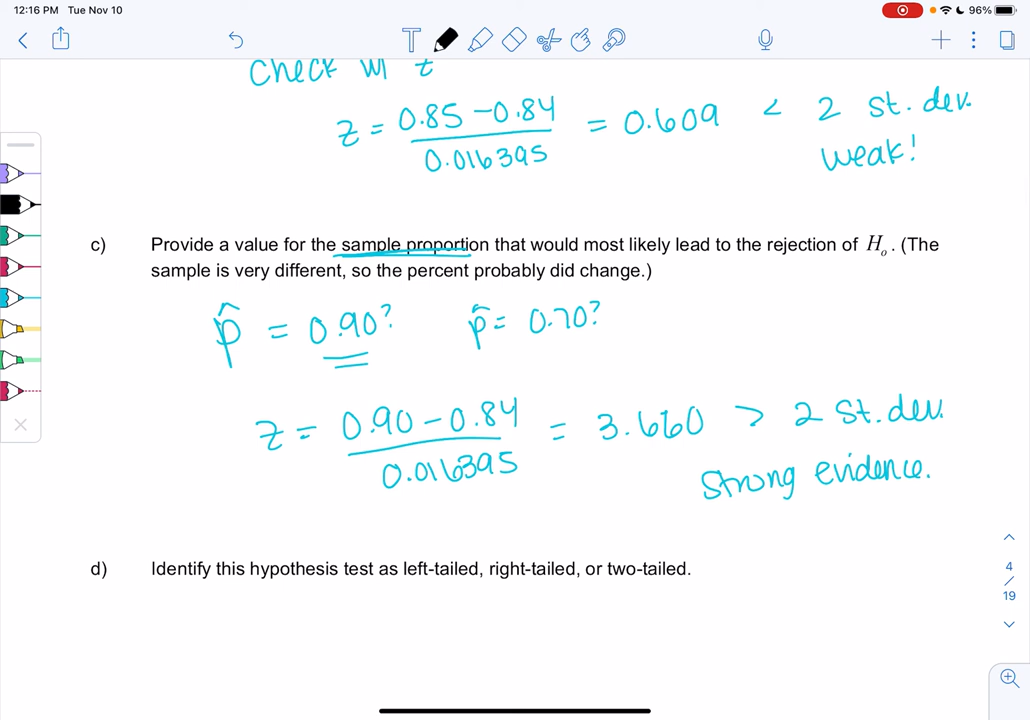 12:16 PM Tue Nov 10
96%
T
Check w/ z
z = 0.85 - 0.84 / 0.016395 = 0.609 < 2 st. dev.
weak!
c) Provide a value for the sample proportion that would most likely lead to the rejection of H₀. (The
sample is very different, so the percent probably did change.)
p̂ = 0.90? p̂ = 0.70?
z = 0.90 - 0.84 / 0.016395 = 3.660 > 2 St. dev.
strong evidence.
d) Identify this hypothesis test as left-tailed, right-tailed, or two-tailed.
4
/
19